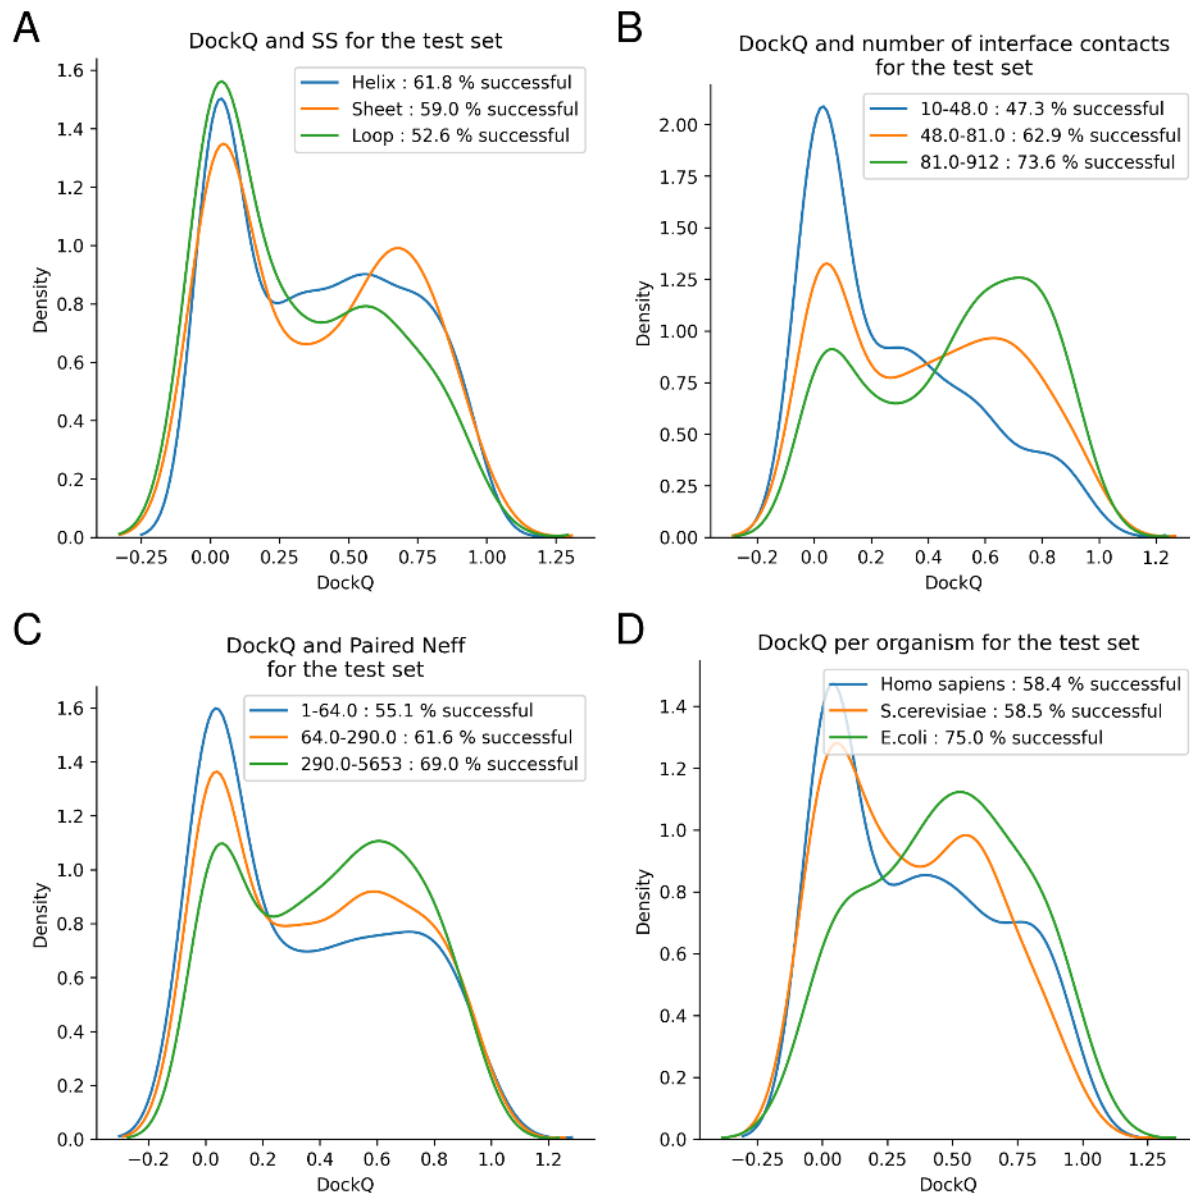 A
DockQ and SS for the test set
Helix : 61.8 % successful
Sheet : 59.0 % successful
Loop : 52.6 % successful
1.6
1.4
1.2
1.0
0.8
0.6
0.4
0.2
0.0
Density
−0.25 0.00 0.25 0.50 0.75 1.00 1.25
DockQ
B
DockQ and number of interface contacts
for the test set
10-48.0 : 47.3 % successful
48.0-81.0 : 62.9 % successful
81.0-912 : 73.6 % successful
2.00
1.75
1.50
1.25
1.00
0.75
0.50
0.25
0.00
Density
−0.2 0.0 0.2 0.4 0.6 0.8 1.0 1.2
DockQ
C
DockQ and Paired Neff
for the test set
1-64.0 : 55.1 % successful
64.0-290.0 : 61.6 % successful
290.0-5653 : 69.0 % successful
1.6
1.4
1.2
1.0
0.8
0.6
0.4
0.2
0.0
Density
−0.2 0.0 0.2 0.4 0.6 0.8 1.0 1.2
DockQ
D
DockQ per organism for the test set
Homo sapiens : 58.4 % successful
S.cerevisiae : 58.5 % successful
E.coli : 75.0 % successful
1.4
1.2
1.0
0.8
0.6
0.4
0.2
0.0
Density
−0.25 0.00 0.25 0.50 0.75 1.00 1.25
DockQ